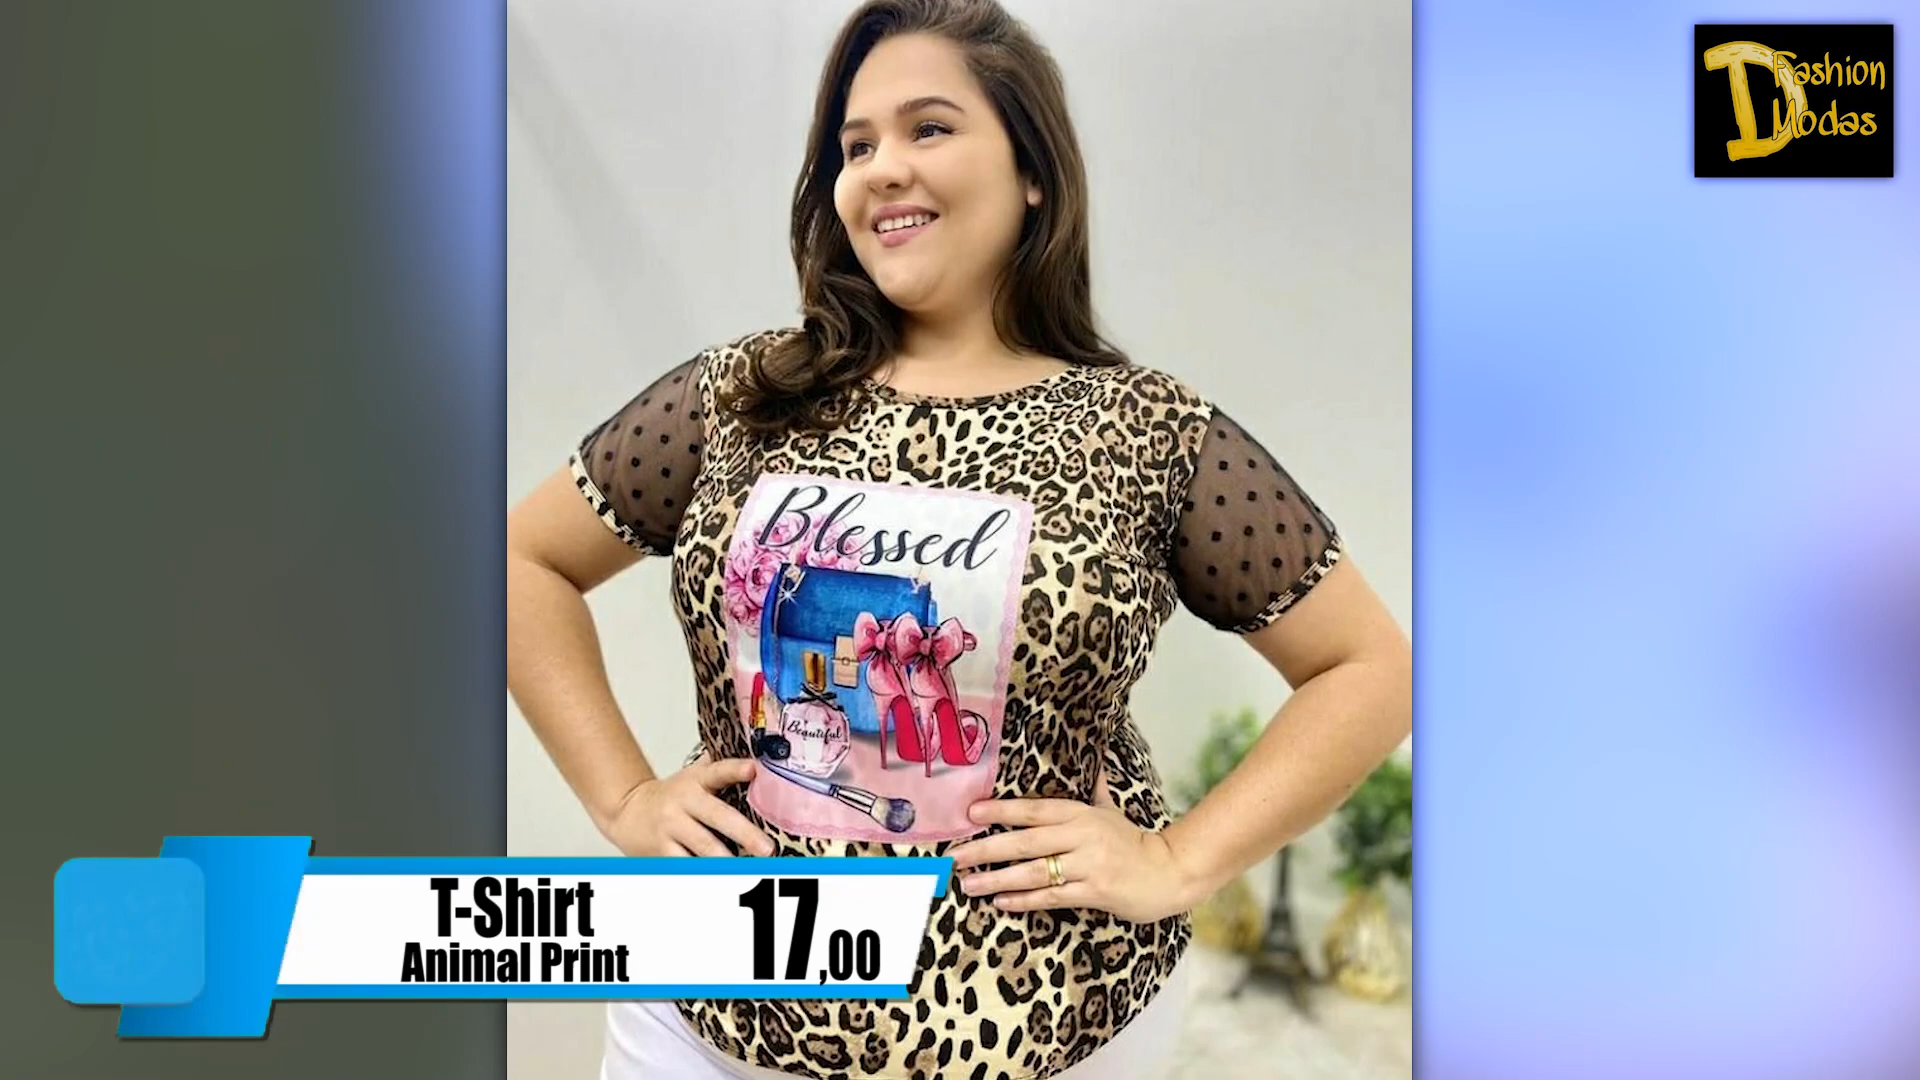 D Fashion
Modas
Blessed
Beautiful
T-Shirt
Animal Print
17,00